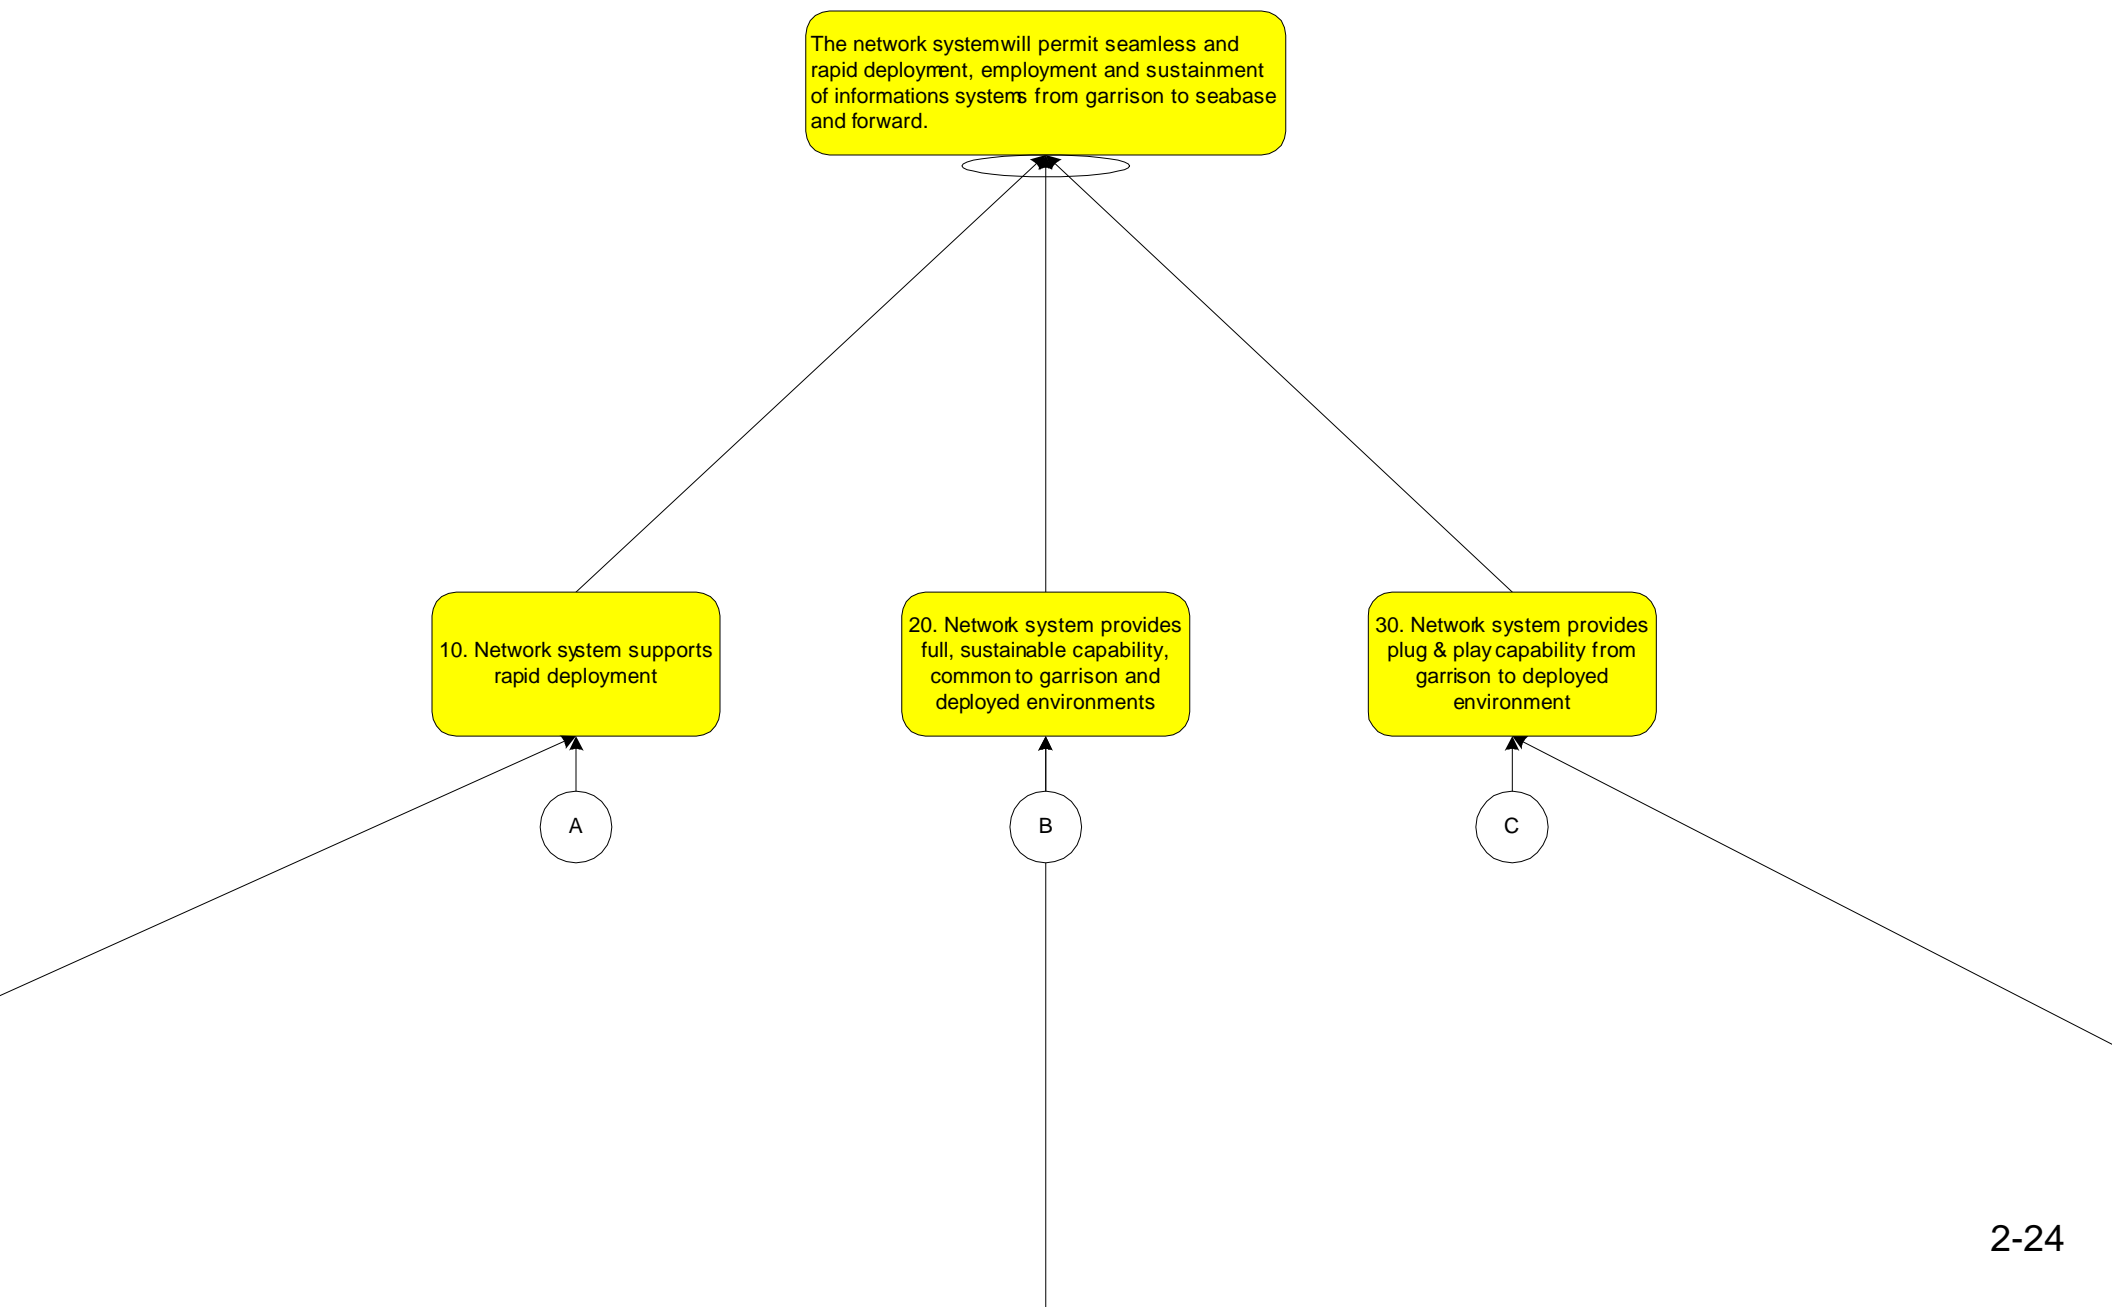 The network system will permit seamless and
rapid deployment, employment and sustainment
of informations systems from garrison to seabase
and forward.
10. Network system supports
rapid deployment
20. Network system provides
full, sustainable capability,
common to garrison and
deployed environments
30. Network system provides
plug & play capability from
garrison to deployed
environment
A
B
C
2-24